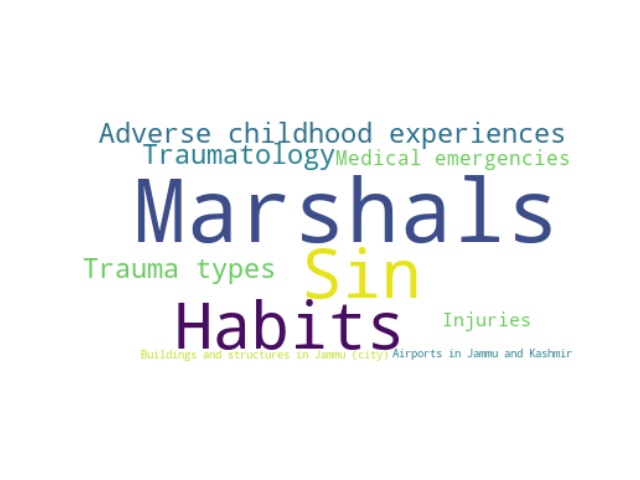 Adverse childhood experiences
Traumatology Medical emergencies
Marshals
Trauma types Sin
Habits Injuries
Buildings and structures in Jammu (city) Airports in Jammu and Kashmir